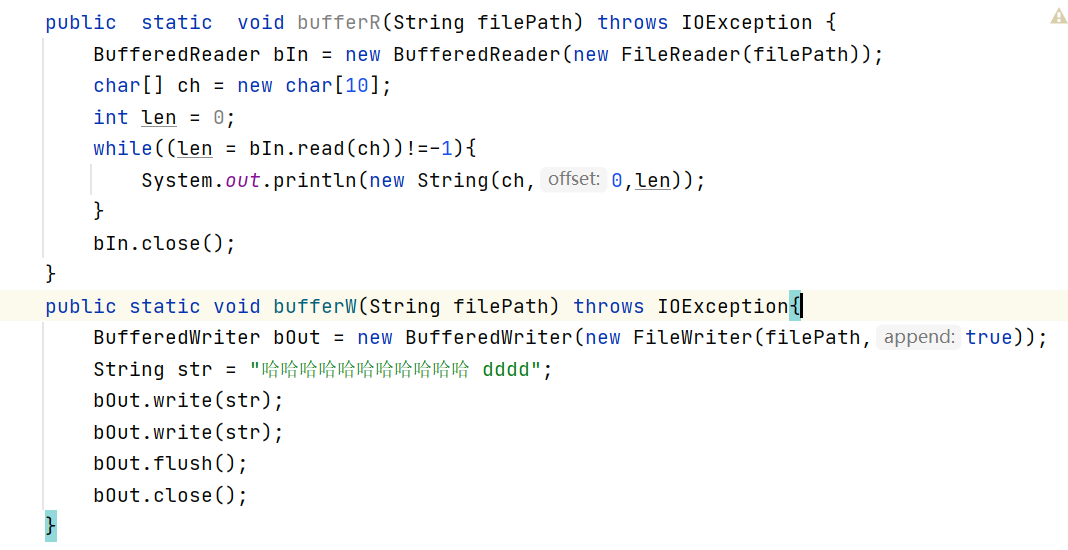 public  static  void bufferR(String filePath) throws IOException {
    BufferedReader bIn = new BufferedReader(new FileReader(filePath));
    char[] ch = new char[10];
    int len = 0;
    while((len = bIn.read(ch))!=-1){
        System.out.println(new String(ch, offset: 0,len));
    }
    bIn.close();
}
public static void bufferW(String filePath) throws IOException{
    BufferedWriter bOut = new BufferedWriter(new FileWriter(filePath, append: true));
    String str = "哈哈哈哈哈哈哈哈哈哈哈 dddd";
    bOut.write(str);
    bOut.write(str);
    bOut.flush();
    bOut.close();
}